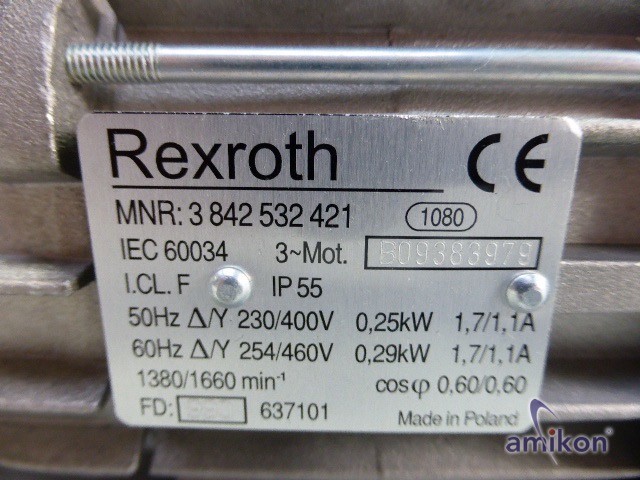 Rexroth CE
MNR: 3 842 532 421 1080
IEC 60034 3~Mot. B09383979
I.CL. F IP 55
50Hz Δ/Y 230/400V 0,25kW 1,7/1,1A
60Hz Δ/Y 254/460V 0,29kW 1,7/1,1A
1380/1660 min⁻¹ cosφ 0,60/0,60
FD: 637101
Made in Poland
amikon